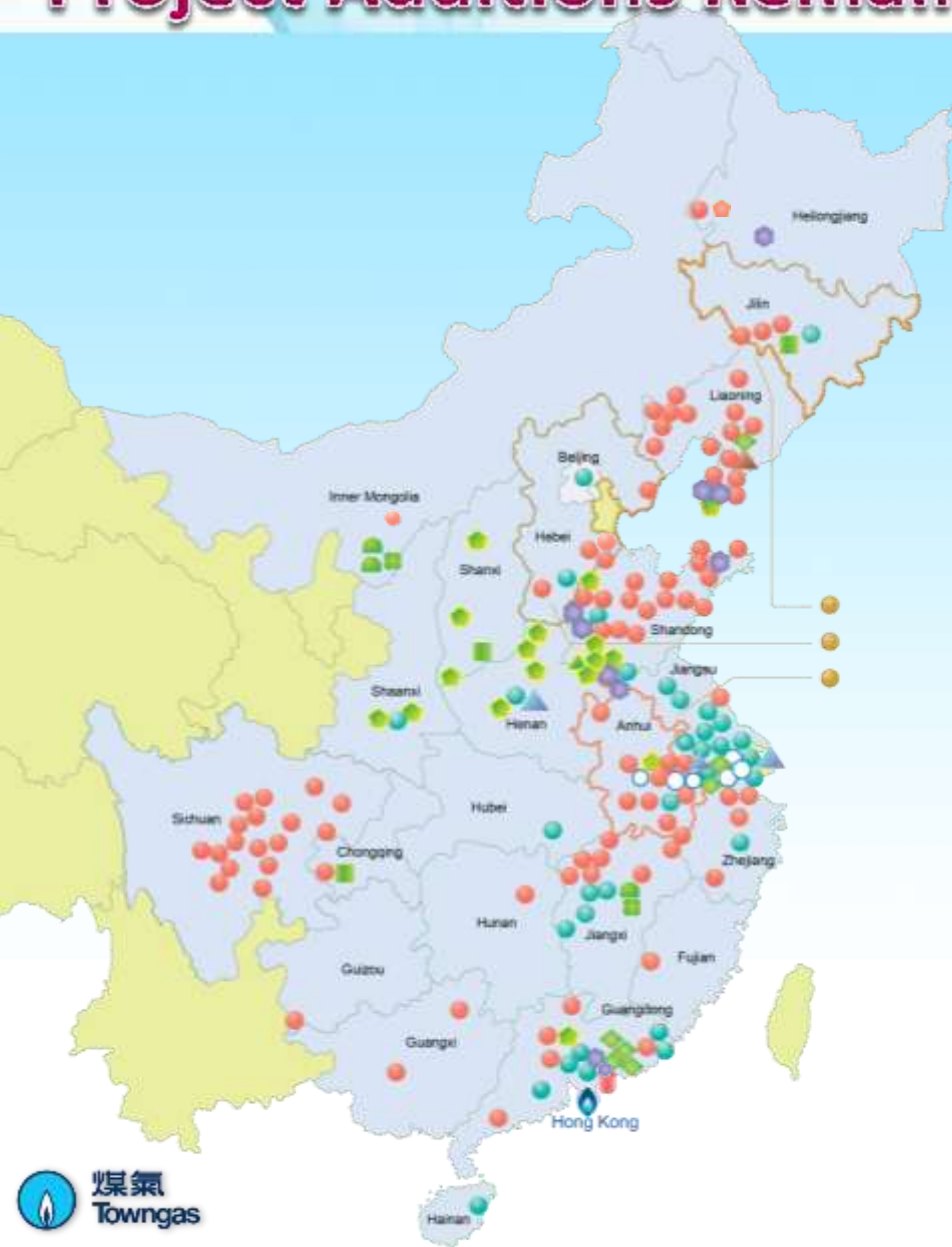 Project Additions Remain
Heilongjiang
Jilin
Liaoning
Beijing
Inner Mongolia
Hebei
Shanxi
Shandong
Jiangsu
Shaanxi
Henan
Anhui
Hubei
Sichuan
Chongqing
Zhejiang
Hunan
Jiangxi
Fujian
Guizou
Guangdong
Guangxi
Hong Kong
煤氣
Towngas
Hainan